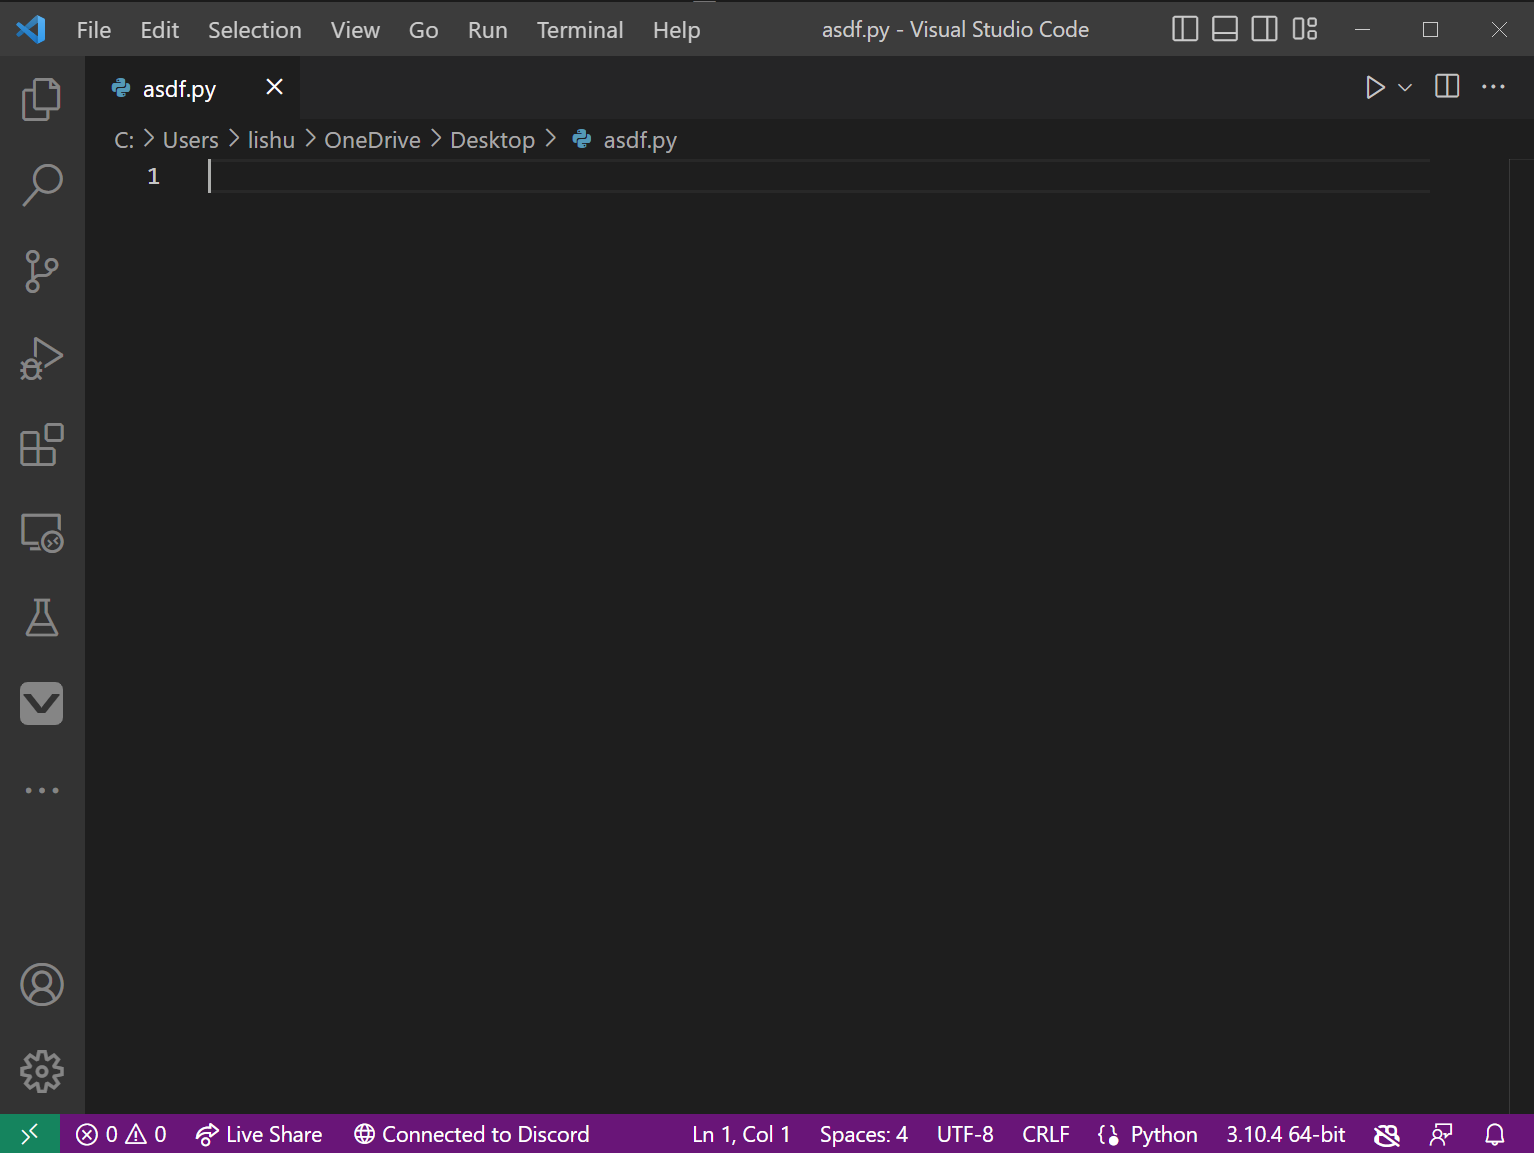 File Edit Selection View Go Run Terminal Help asdf.py - Visual Studio Code
asdf.py
C: > Users > lishu > OneDrive > Desktop > asdf.py
1
0 0 Live Share Connected to Discord Ln 1, Col 1 Spaces: 4 UTF-8 CRLF Python 3.10.4 64-bit